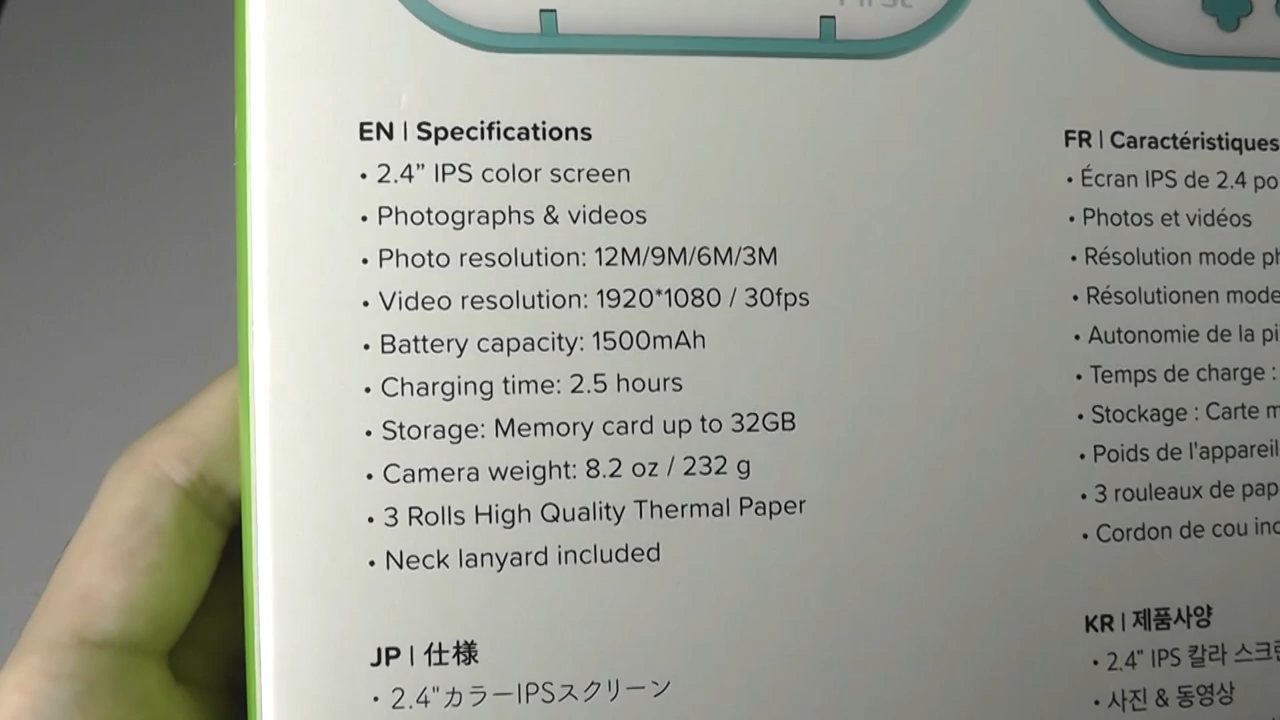 EN | Specifications
• 2.4” IPS color screen
• Photographs & videos
• Photo resolution: 12M/9M/6M/3M
• Video resolution: 1920*1080 / 30fps
• Battery capacity: 1500mAh
• Charging time: 2.5 hours
• Storage: Memory card up to 32GB
• Camera weight: 8.2 oz / 232 g
• 3 Rolls High Quality Thermal Paper
• Neck lanyard included
JP | 仕様
• 2.4"カラーIPSスクリーン
FR | Caractéristiques
• Écran IPS de 2.4
• Photos et vidéos
• Résolution mode
• Résolutionen mode
• Autonomie de la
• Temps de charge :
• Stockage : Carte
• Poids de l'appareil
• 3 rouleaux de
• Cordon de cou
KR | 제품사양
• 2.4" IPS 칼라
• 사진 & 동영상